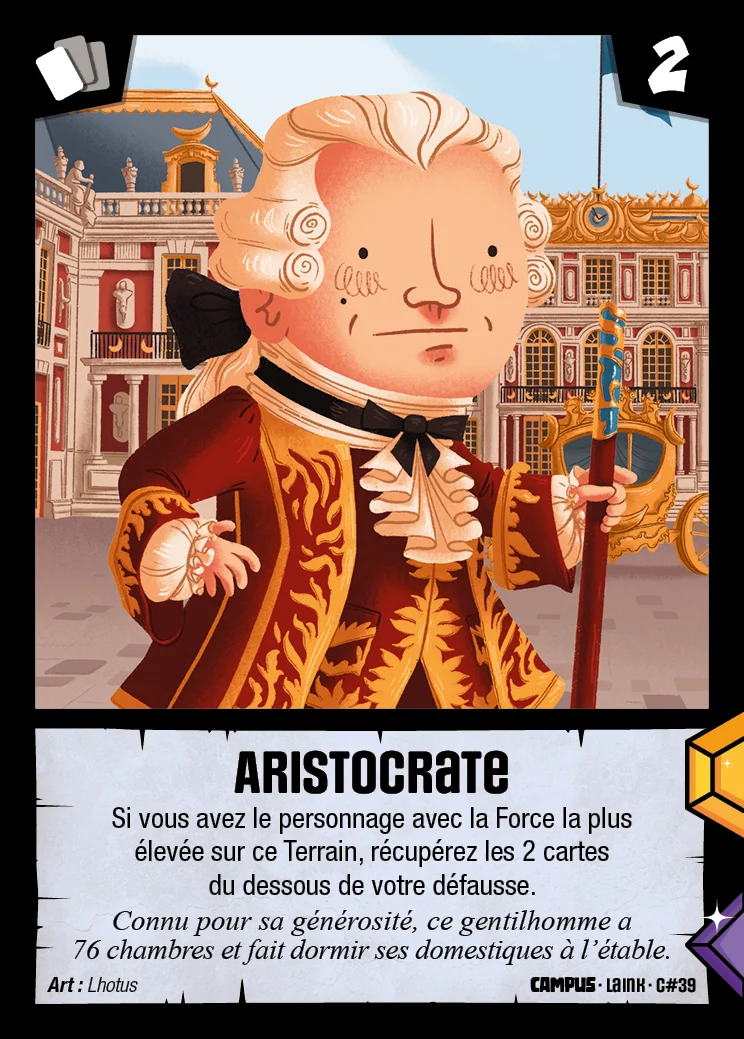 2
ARISTOCRATE
Si vous avez le personnage avec la Force la plus
élevée sur ce Terrain, récupérez les 2 cartes
du dessous de votre défausse.
Connu pour sa générosité, ce gentilhomme a
76 chambres et fait dormir ses domestiques à l'étable.
Art : Lhotus
CAMPUS · LAINK · C#39